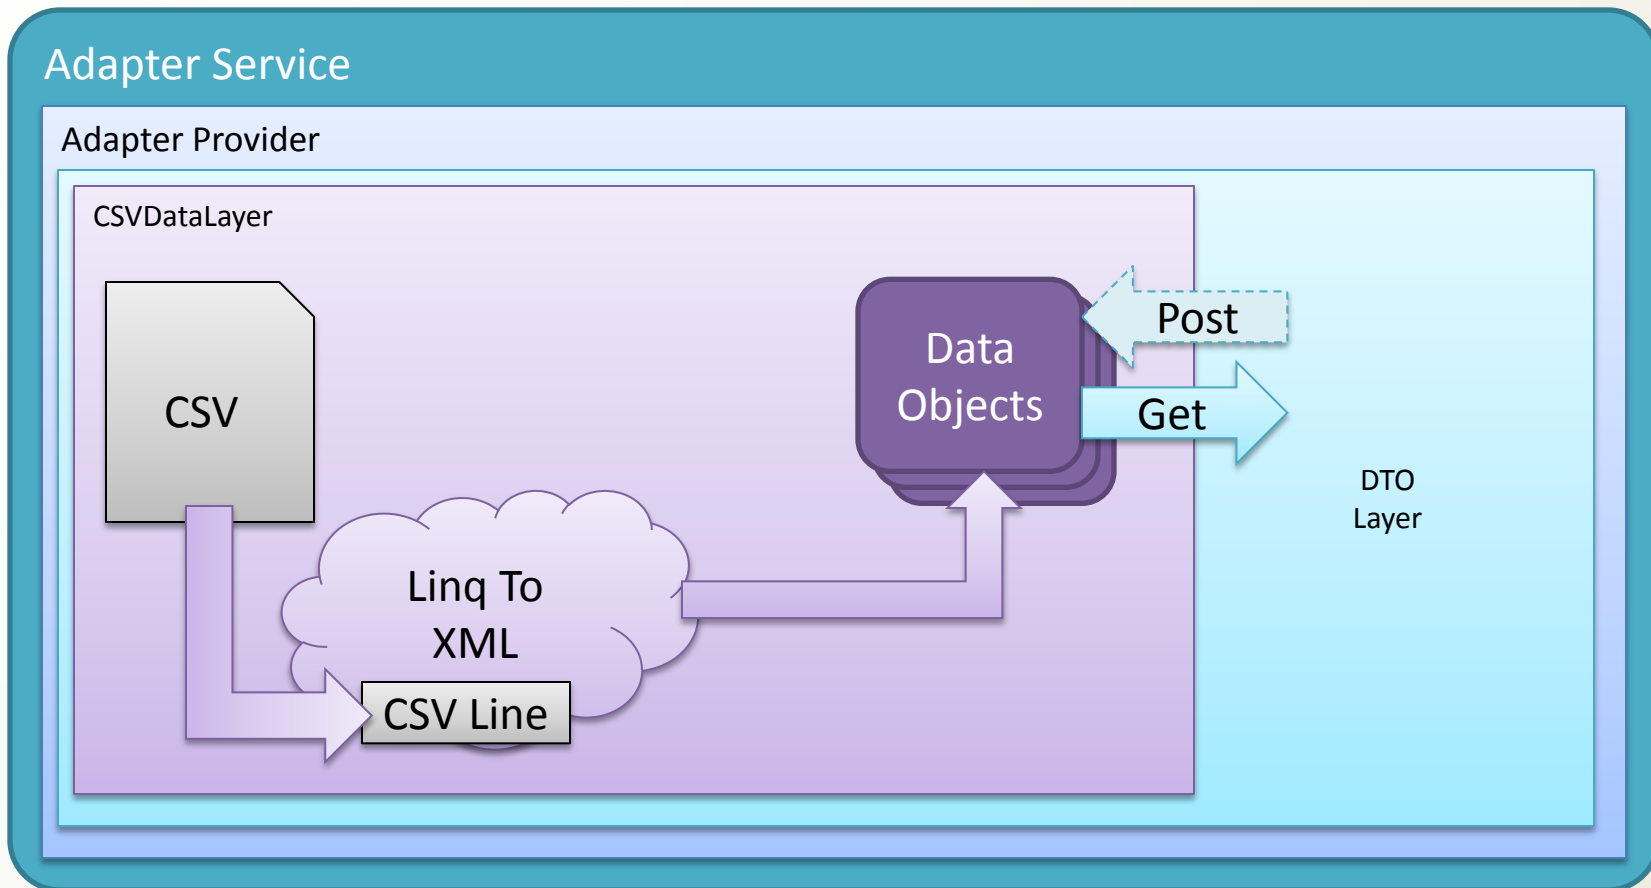 Adapter Service
Adapter Provider
CSVDataLayer
CSV
Data
Objects
Post
Get
DTO
Layer
Linq To
XML
CSV Line